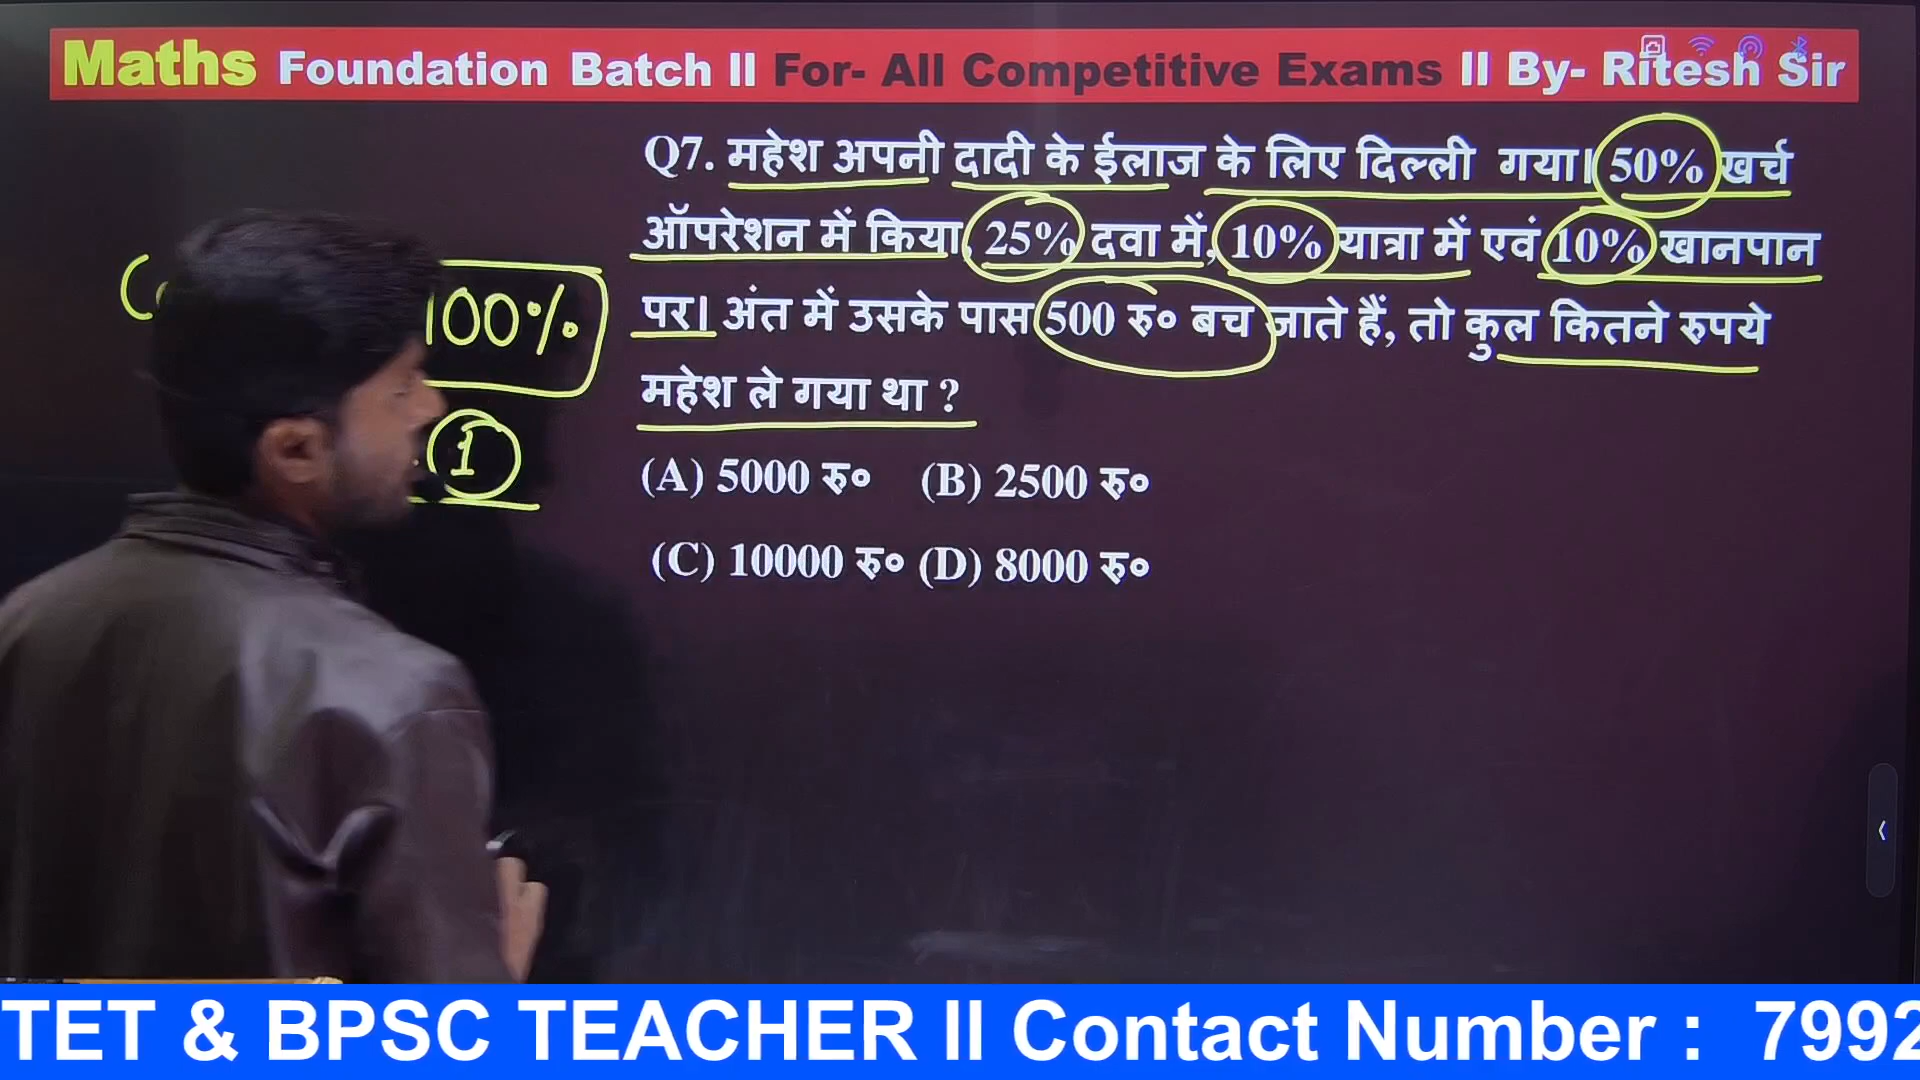 Maths Foundation Batch II For- All Competitive Exams II By- Ritesh Sir
Q7. महेश अपनी दादी के ईलाज के लिए दिल्ली गया। 50% खर्च
ऑपरेशन में किया, 25% दवा में, 10% यात्रा में एवं 10% खानपान
पर। अंत में उसके पास 500 रु० बच जाते हैं, तो कुल कितने रुपये
महेश ले गया था ?
100%
1
(A) 5000 रु० (B) 2500 रु०
(C) 10000 रु० (D) 8000 रु०
TET & BPSC TEACHER II Contact Number : 7992